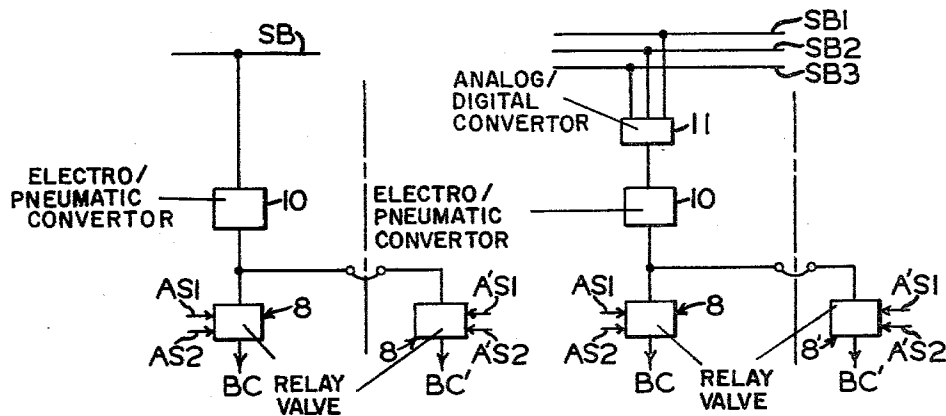 SB
ELECTRO/
PNEUMATIC
CONVERTOR
10
AS1
AS2
8
BC
8'
A'S1
A'S2
BC'
RELAY
VALVE
SB1
SB2
SB3
ANALOG/
DIGITAL
CONVERTOR
11
ELECTRO/
PNEUMATIC
CONVERTOR
10
AS1
AS2
8
BC
RELAY
VALVE
8'
A'S1
A'S2
BC'